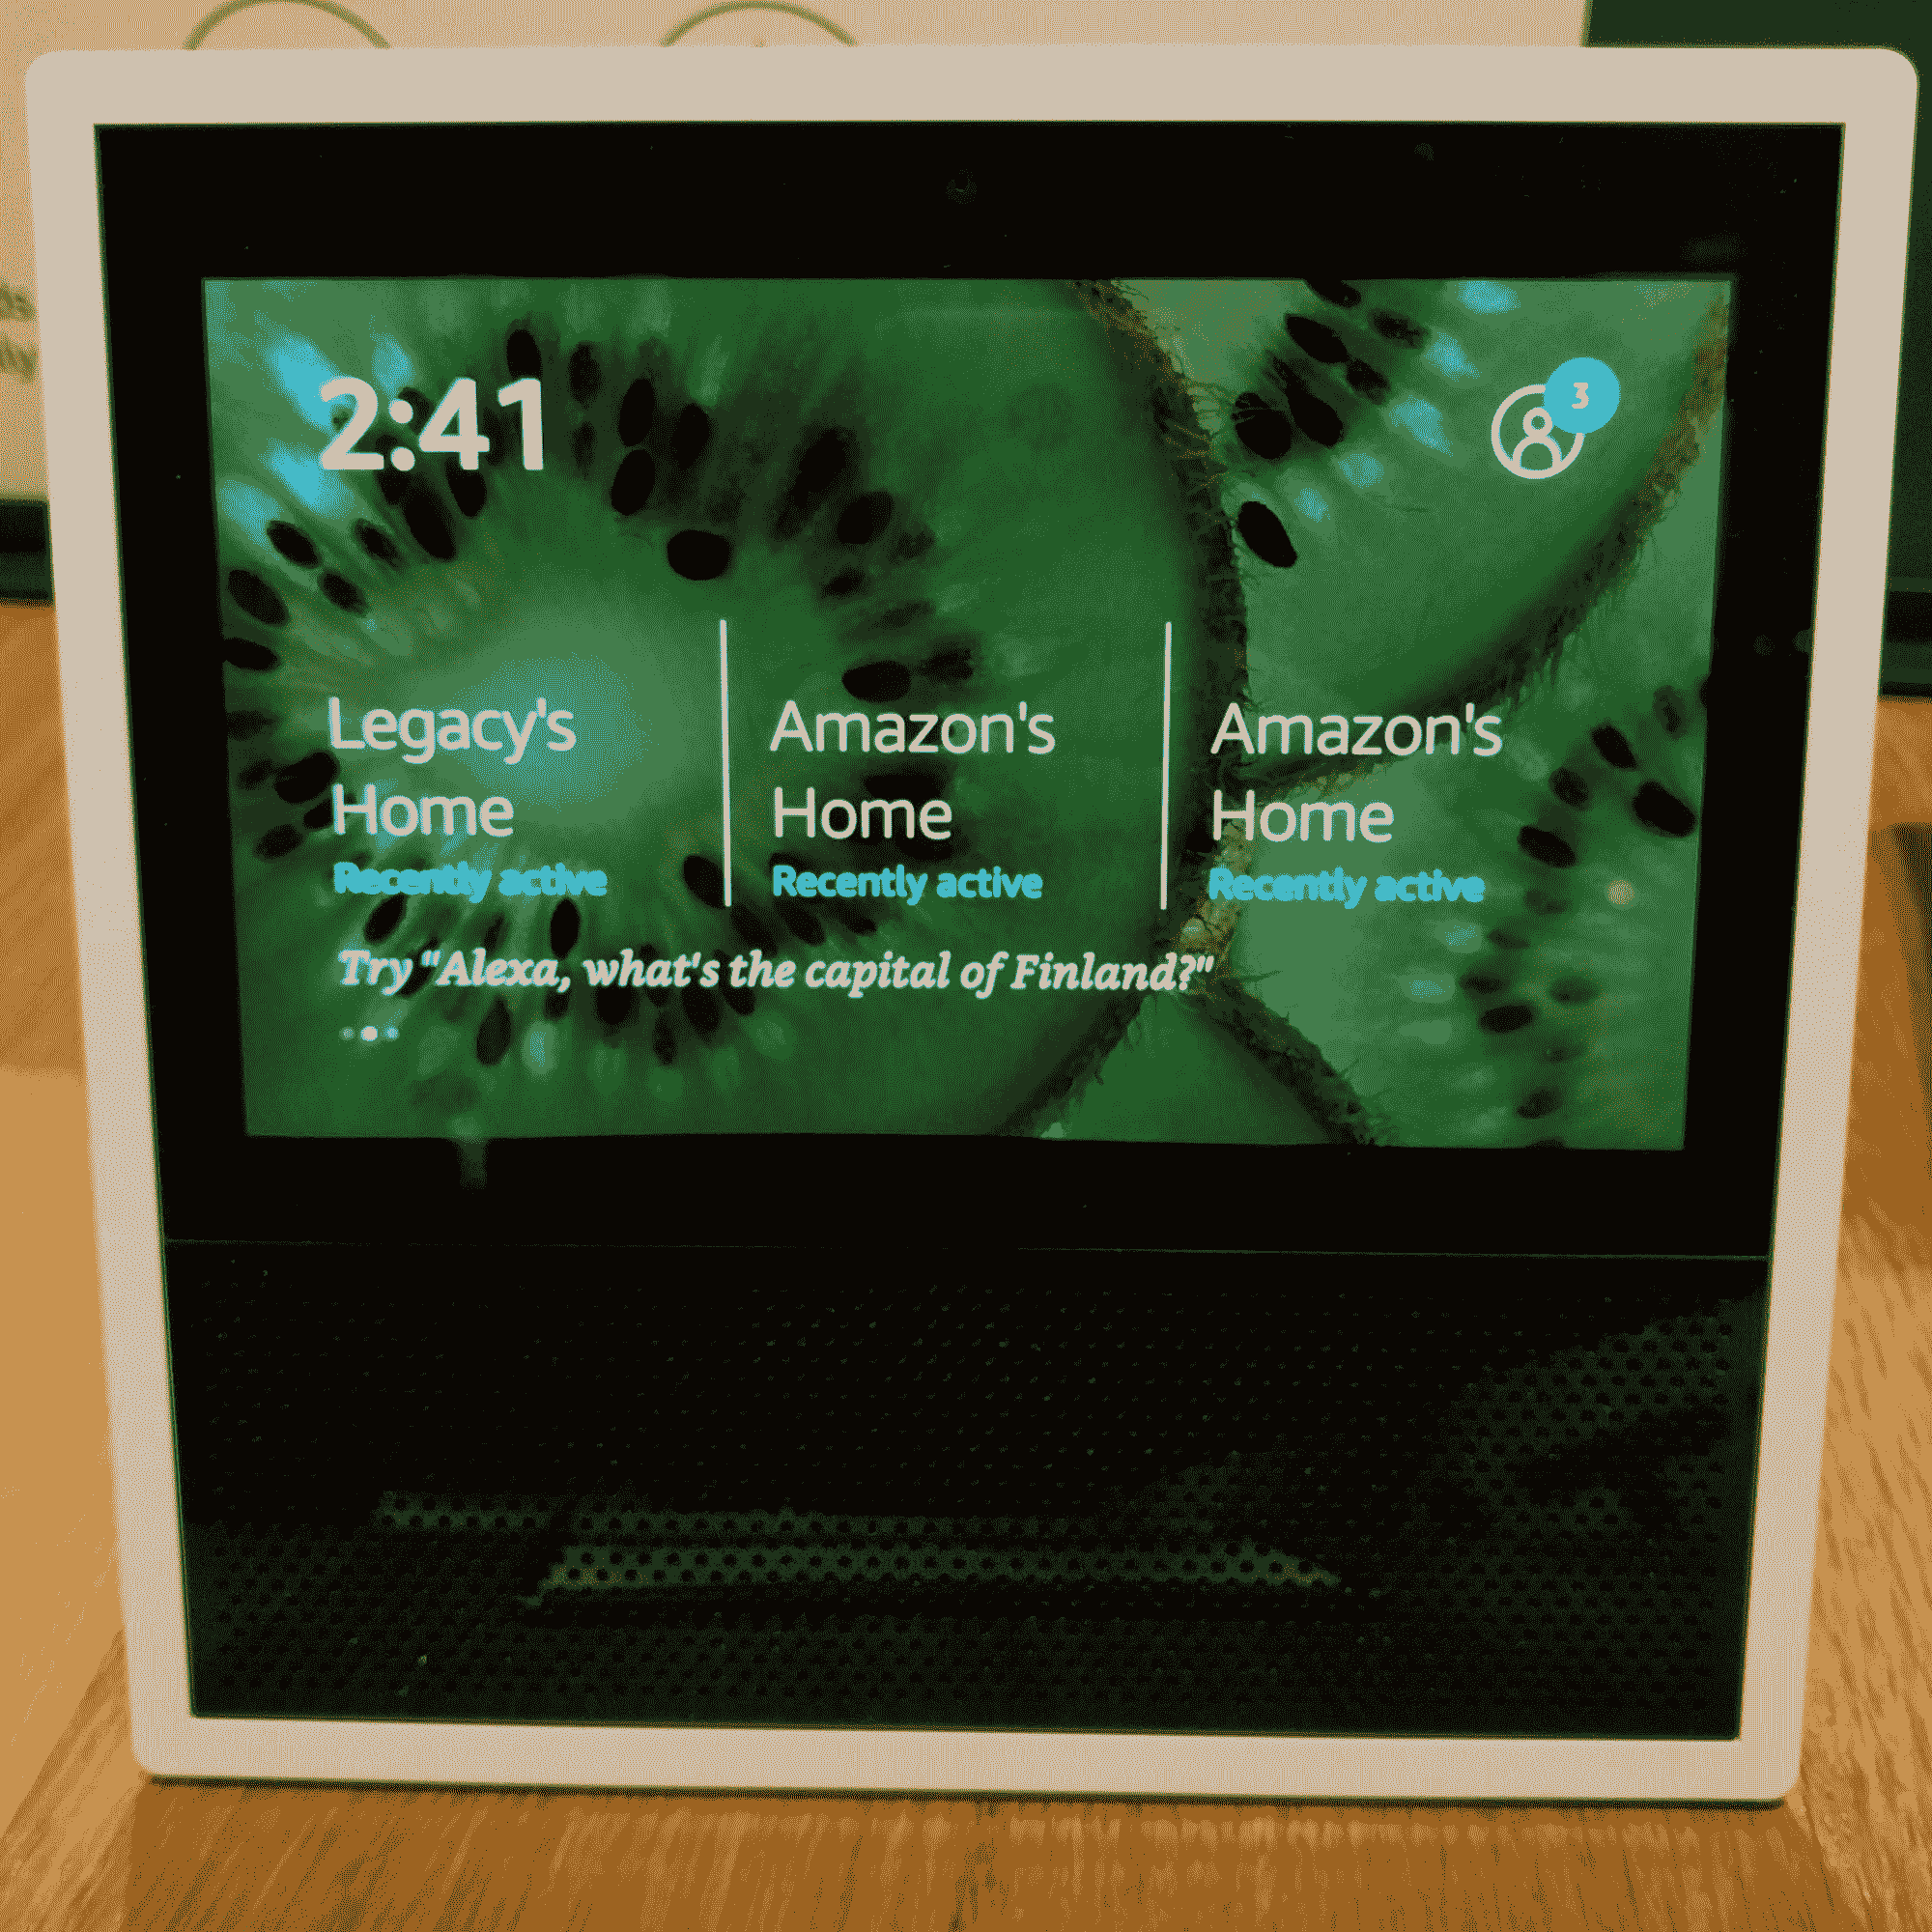 2:41
3
Legacy's
Home
Recently active
Amazon's
Home
Recently active
Amazon's
Home
Recently active
Try "Alexa, what's the capital of Finland?"